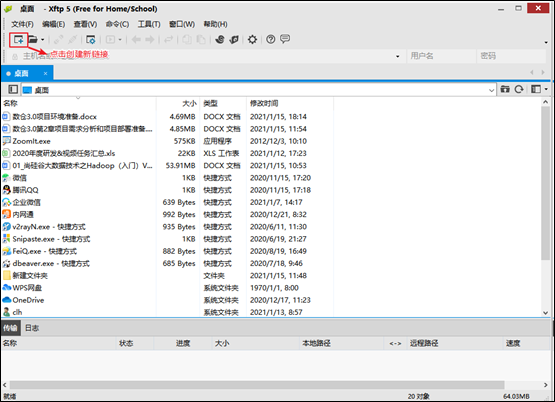 桌面 - Xftp 5 (Free for Home/School)
文件(F) 编辑(E) 查看(V) 命令(C) 工具(T) 窗口(W) 帮助(H)
点击创建新链接
主机名 用户名 密码
桌面
桌面
名称 大小 类型 修改时间
数仓3.0项目环境准备.docx 4.69MB DOCX 文档 2021/1/15, 18:14
数仓3.0第2章项目需求分析和项目部署准备.... 4.85MB DOCX 文档 2021/1/15, 11:54
ZoomIt.exe 575KB 应用程序 2012/12/3, 10:10
2020年度研发&视频任务汇总.xls 22KB XLS 工作表 2021/1/12, 17:23
01_尚硅谷大数据技术之Hadoop（入门）V... 53.91MB DOCX 文档 2021/1/15, 10:53
微信 1KB 快捷方式 2020/11/15, 17:20
腾讯QQ 1KB 快捷方式 2020/11/15, 17:18
企业微信 639 Bytes 快捷方式 2021/1/7, 14:17
内网通 992 Bytes 快捷方式 2020/12/21, 8:32
v2rayN.exe - 快捷方式 935 Bytes 快捷方式 2020/6/11, 11:30
Snipaste.exe - 快捷方式 1KB 快捷方式 2020/6/19, 21:27
FeiQ.exe - 快捷方式 882 Bytes 快捷方式 2020/8/19, 16:49
dbeaver.exe - 快捷方式 685 Bytes 快捷方式 2020/7/18, 9:46
新建文件夹 文件夹 2021/1/15, 11:48
WPS网盘 系统文件夹 1970/1/1, 8:00
OneDrive 系统文件夹 2020/12/17, 11:23
clh 系统文件夹 2021/1/13, 8:57
传输 日志
名称 状态 进度 大小 本地路径 <-> 远程路径 速度
就绪 20 对象 64.03MB